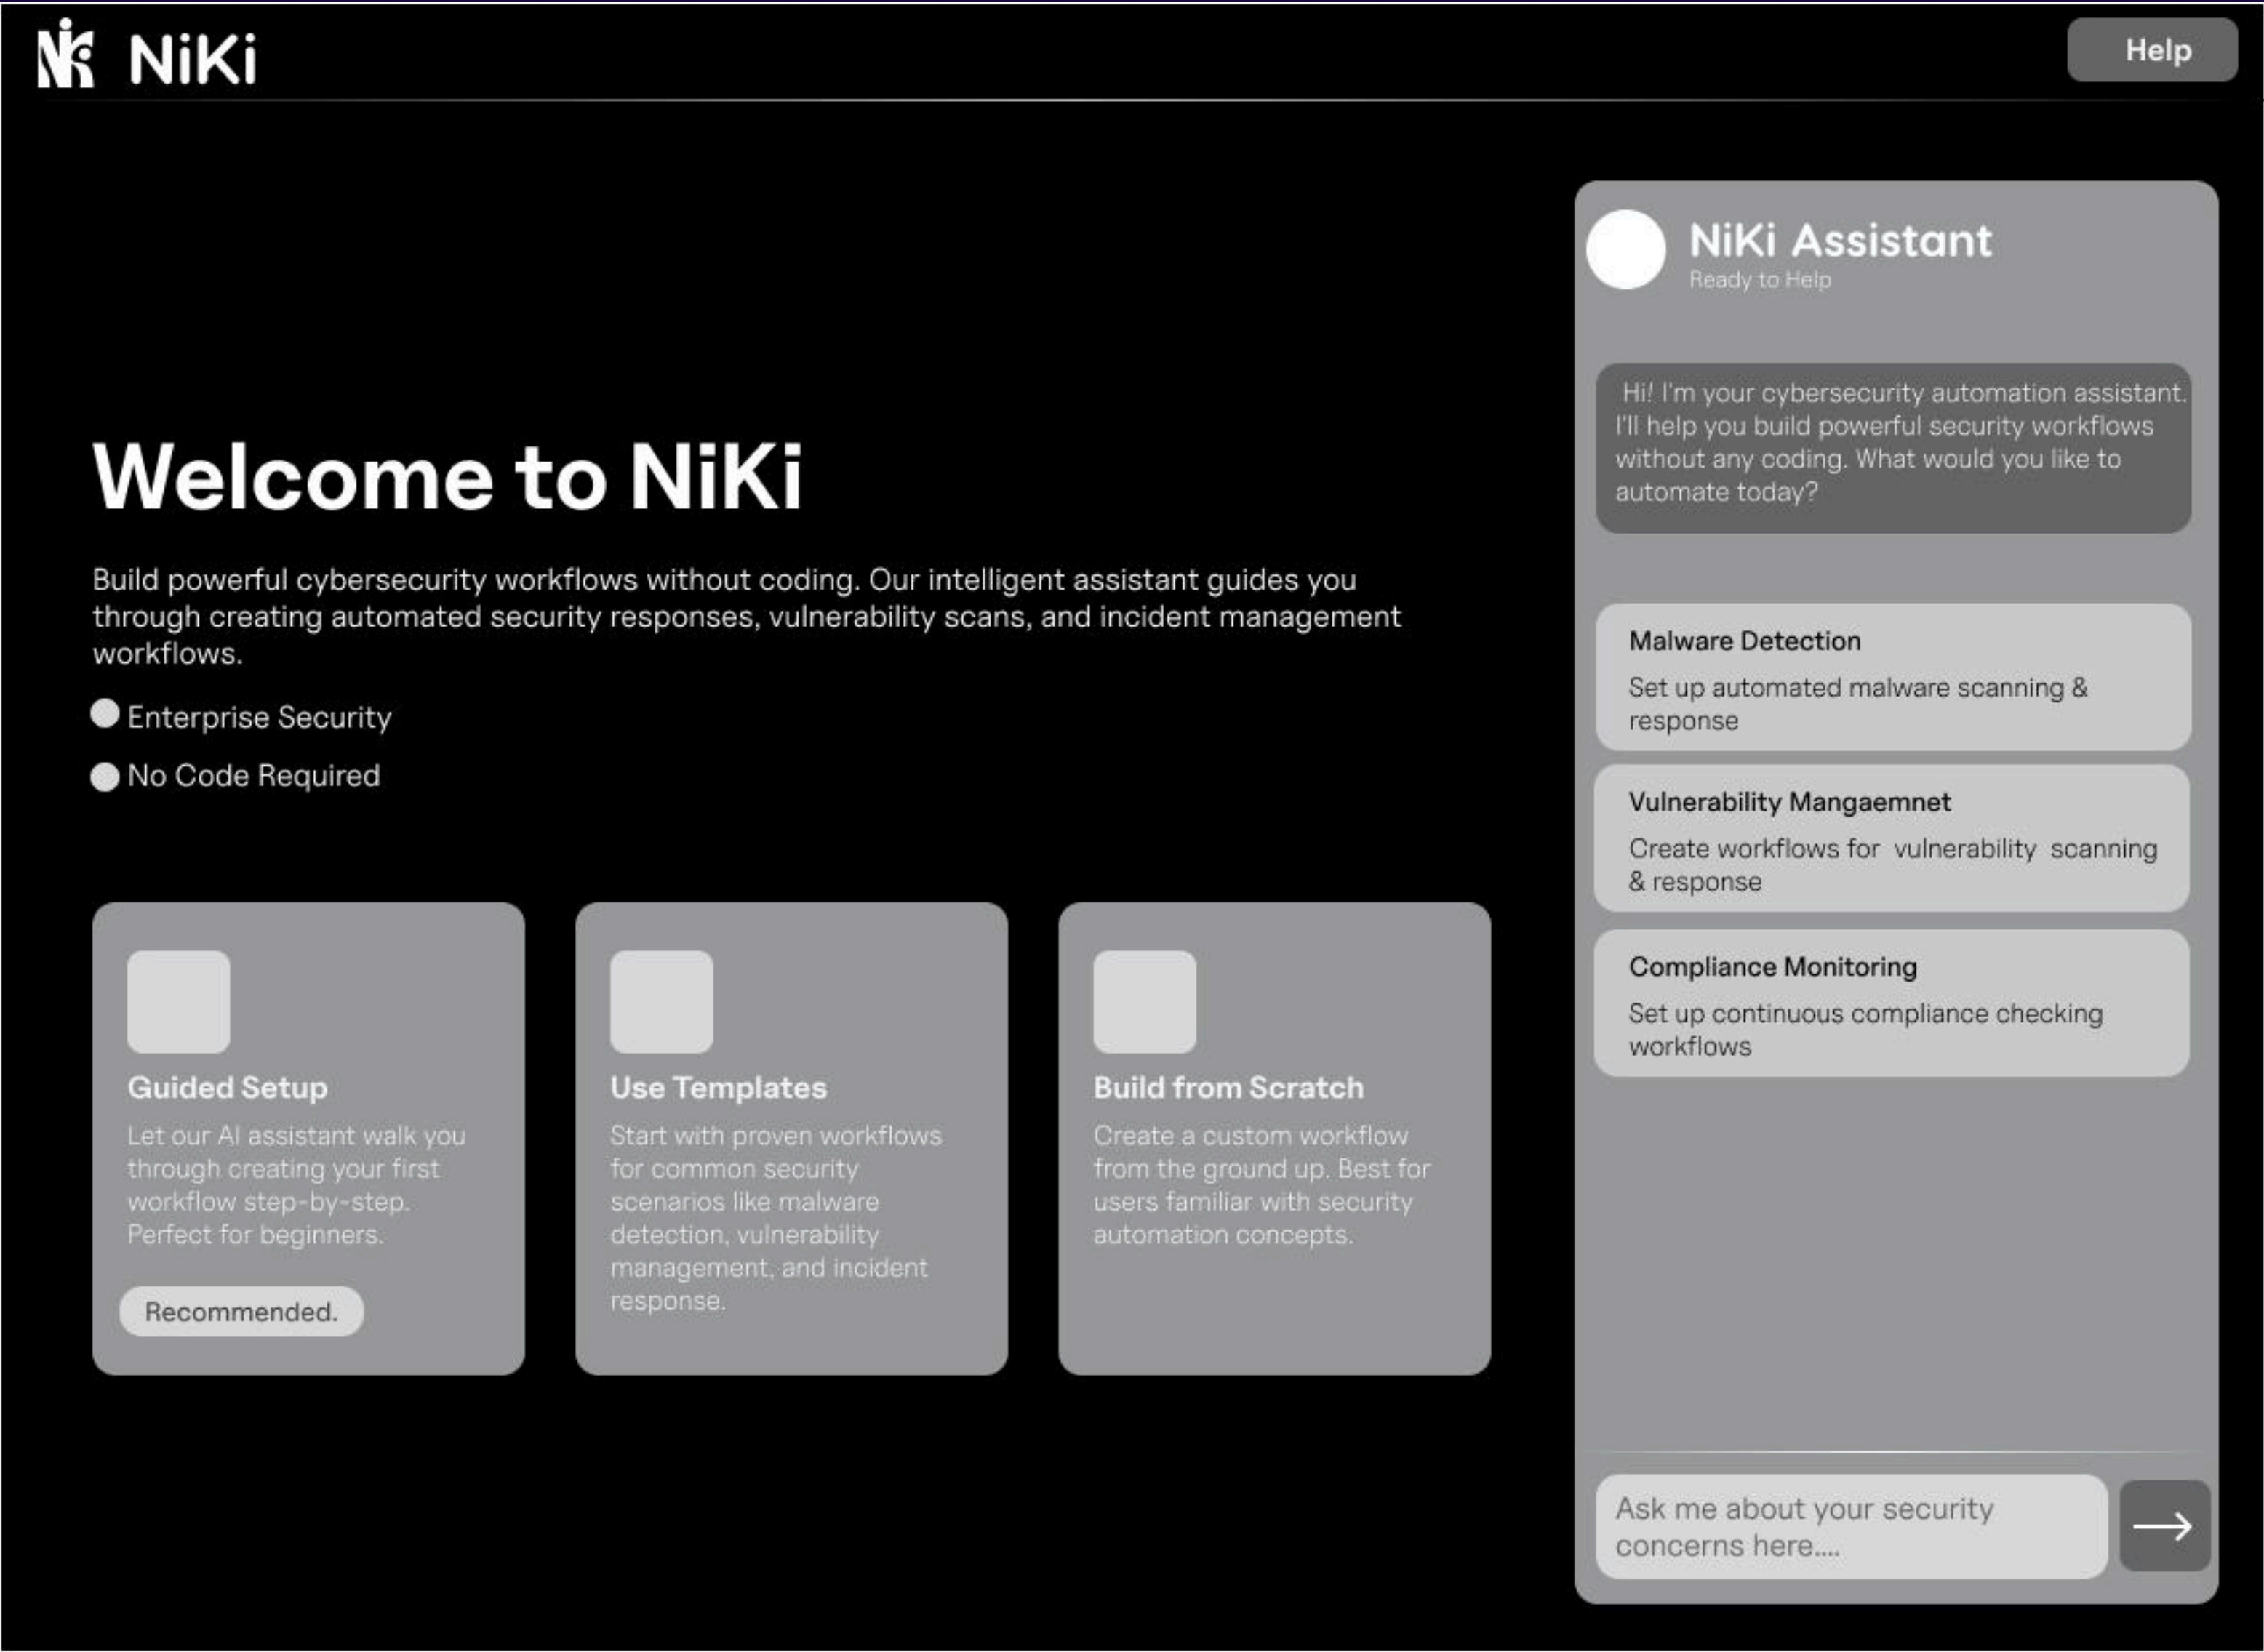 NiKi
Help
Welcome to NiKi
Build powerful cybersecurity workflows without coding. Our intelligent assistant guides you
through creating automated security responses, vulnerability scans, and incident management
workflows.
Enterprise Security
No Code Required
Guided Setup
Let our AI assistant walk you
through creating your first
workflow step-by-step.
Perfect for beginners.
Recommended.
Use Templates
Start with proven workflows
for common security
scenarios like malware
detection, vulnerability
management, and incident
response.
Build from Scratch
Create a custom workflow
from the ground up. Best for
users familiar with security
automation concepts.
NiKi Assistant
Ready to Help
Hi! I'm your cybersecurity automation assistant.
I'll help you build powerful security workflows
without any coding. What would you like to
automate today?
Malware Detection
Set up automated malware scanning &
response
Vulnerability Mangaemnet
Create workflows for vulnerability scanning
& response
Compliance Monitoring
Set up continuous compliance checking
workflows
Ask me about your security
concerns here....